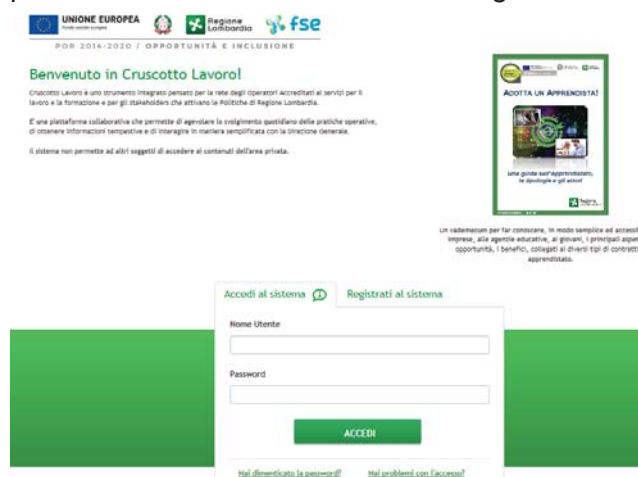 UNIONE EUROPEA
Fondo sociale europeo
Regione
Lombardia
fse
POR 2014-2020 / OPPORTUNITÀ E INCLUSIONE
Benvenuto in Cruscotto Lavoro!
Cruscotto Lavoro è uno strumento integrato pensato per la rete degli Operatori Accreditati ai servizi per il
lavoro e la formazione e per gli stakeholders che attivano le Politiche di Regione Lombardia.
E' una piattaforma collaborativa che permette di agevolare lo svolgimento quotidiano delle pratiche operative,
di ottenere informazioni tempestive e di interagire in maniera semplificata con la Direzione Generale.
Il sistema non permette ad altri soggetti di accedere ai contenuti dell'area privata.
ADOTTA UN APPRENDISTA!
Una guida sull'Apprendistato,
le tipologie e gli attori
Un vademecum per far conoscere, in modo semplice ed accessil
imprese, alle agenzie educative, ai giovani, i principali aspet
opportunità, i benefici, collegati ai diversi tipi di contratti
apprendistato.
Accedi al sistema
Registrati al sistema
Nome Utente
Password
ACCEDI
Hai dimenticato la password?
Hai problemi con l'accesso?